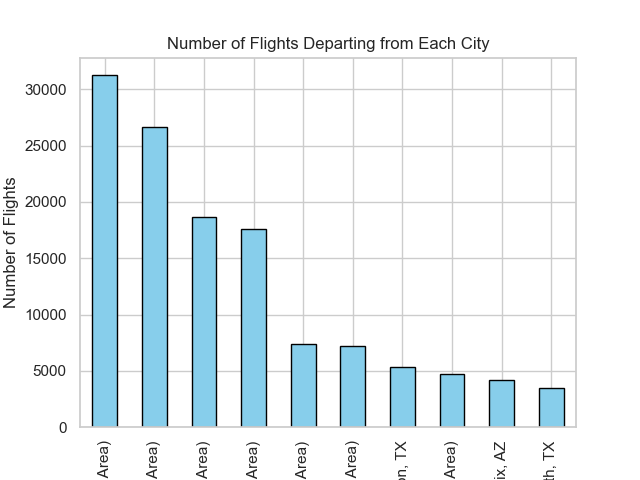 Number of Flights Departing from Each City
Number of Flights
30000
25000
20000
15000
10000
5000
0
Area)
Area)
Area)
Area)
Area)
Area)
on, TX
Area)
ix, AZ
th, TX